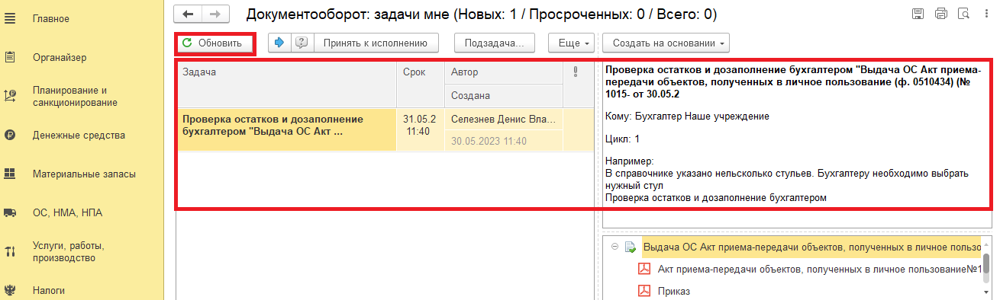 Главное
Органайзер
Планирование и
санкционирование
Денежные средства
Материальные запасы
ОС, НМА, НПА
Услуги, работы,
производство
Налоги
Документооборот: задачи мне (Новых: 1 / Просроченных: 0 / Всего: 0)
Обновить
Принять к исполнению
Подзадача...
Еще
Создать на основании
Задача
Срок
Автор
Создана
Проверка остатков и дозаполнение
бухгалтером "Выдача ОС Акт ...
31.05.2
11:40
Селезнев Денис Вла...
30.05.2023 11:40
Проверка остатков и дозаполнение бухгалтером "Выдача ОС Акт приема-
передачи объектов, полученных в личное пользование (ф. 0510434) (№
1015- от 30.05.2
Кому: Бухгалтер Наше учреждение
Цикл: 1
Например:
В справочнике указано нельсколько стульев. Бухгалтеру необходимо выбрать
нужный стул
Проверка остатков и дозаполнение бухгалтером
Выдача ОС Акт приема-передачи объектов, полученных в личное пользо
Акт приема-передачи объектов, полученных в личное пользование№1
Приказ